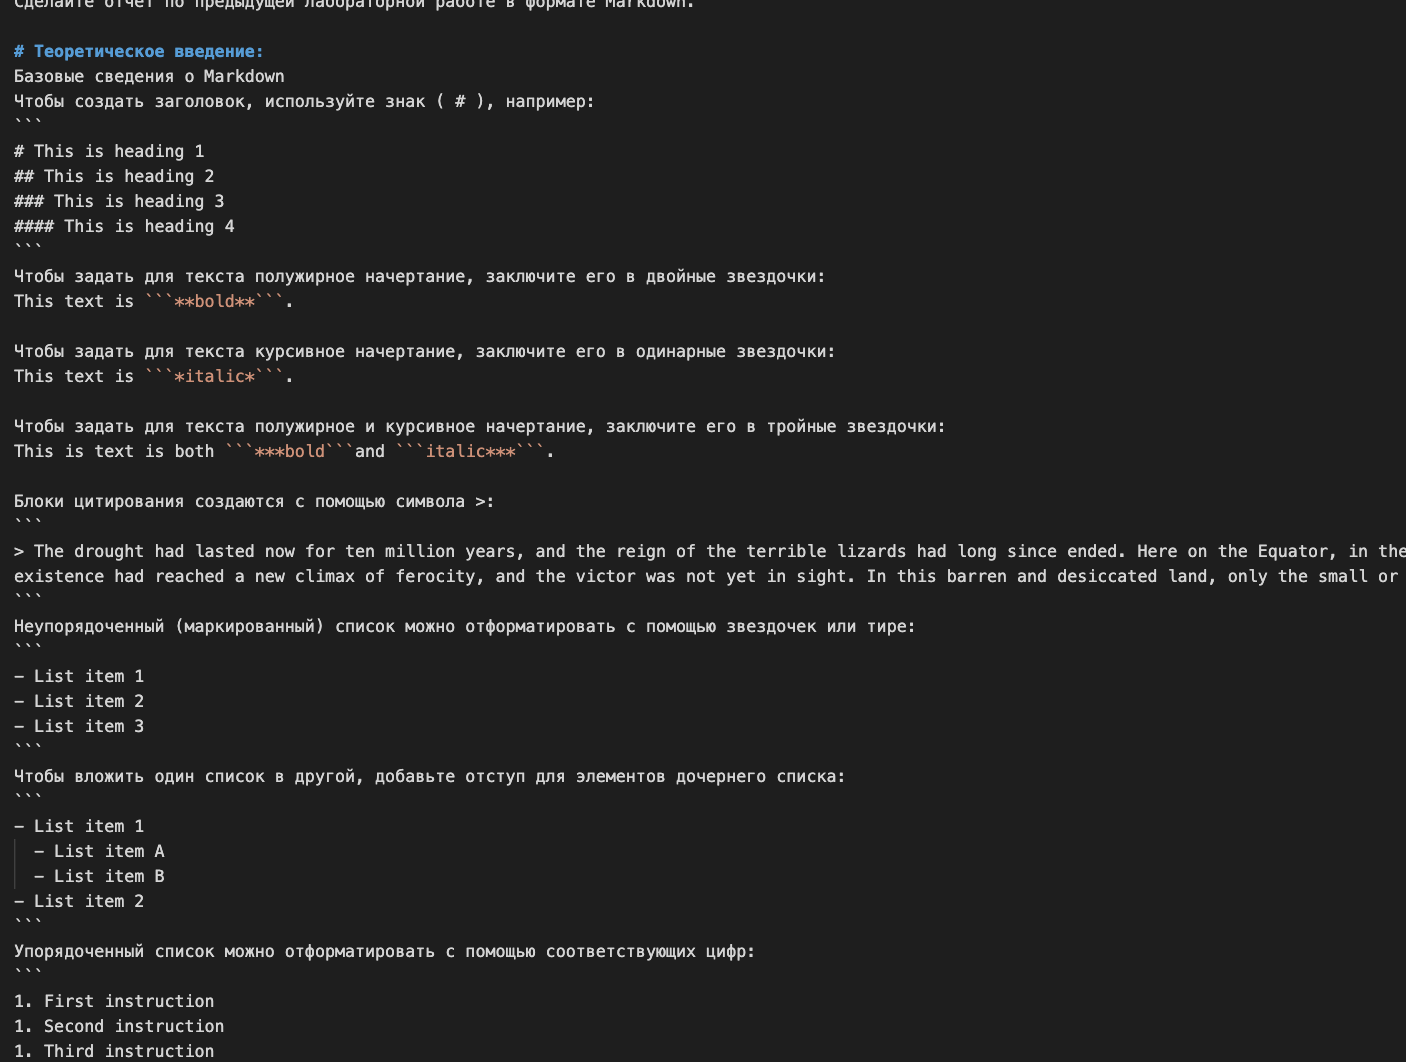 Сделайте отчет по предыдущей лабораторной работе в формате Markdown.
# Теоретическое введение:
Базовые сведения о Markdown
Чтобы создать заголовок, используйте знак ( # ), например:
```
# This is heading 1
## This is heading 2
### This is heading 3
#### This is heading 4
```
Чтобы задать для текста полужирное начертание, заключите его в двойные звездочки:
This text is ```**bold**```.
Чтобы задать для текста курсивное начертание, заключите его в одинарные звездочки:
This text is ```*italic*```.
Чтобы задать для текста полужирное и курсивное начертание, заключите его в тройные звездочки:
This is text is both ```***bold```and ```italic***```.
Блоки цитирования создаются с помощью символа >:
```
> The drought had lasted now for ten million years, and the reign of the terrible lizards had long since ended. Here on the Equator, in the
existence had reached a new climax of ferocity, and the victor was not yet in sight. In this barren and desiccated land, only the small or
```
Неупорядоченный (маркированный) список можно отформатировать с помощью звездочек или тире:
```
- List item 1
- List item 2
- List item 3
```
Чтобы вложить один список в другой, добавьте отступ для элементов дочернего списка:
```
- List item 1
  - List item A
  - List item B
- List item 2
```
Упорядоченный список можно отформатировать с помощью соответствующих цифр:
```
1. First instruction
1. Second instruction
1. Third instruction